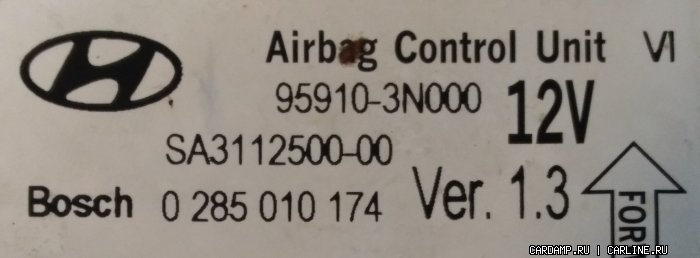 Airbag Control Unit VI
95910-3N000 12V
SA3112500-00
Bosch 0 285 010 174 Ver. 1.3
FOR
CARDAMP.RU | CARLINE.RU